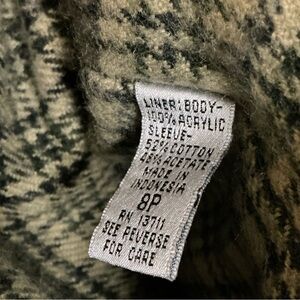 LINER: BODY-
100% ACRYLIC
SLEEVE-
52% COTTON
48% ACETATE
MADE IN
INDONESIA
8P
RN 13711
SEE REVERSE
FOR CARE